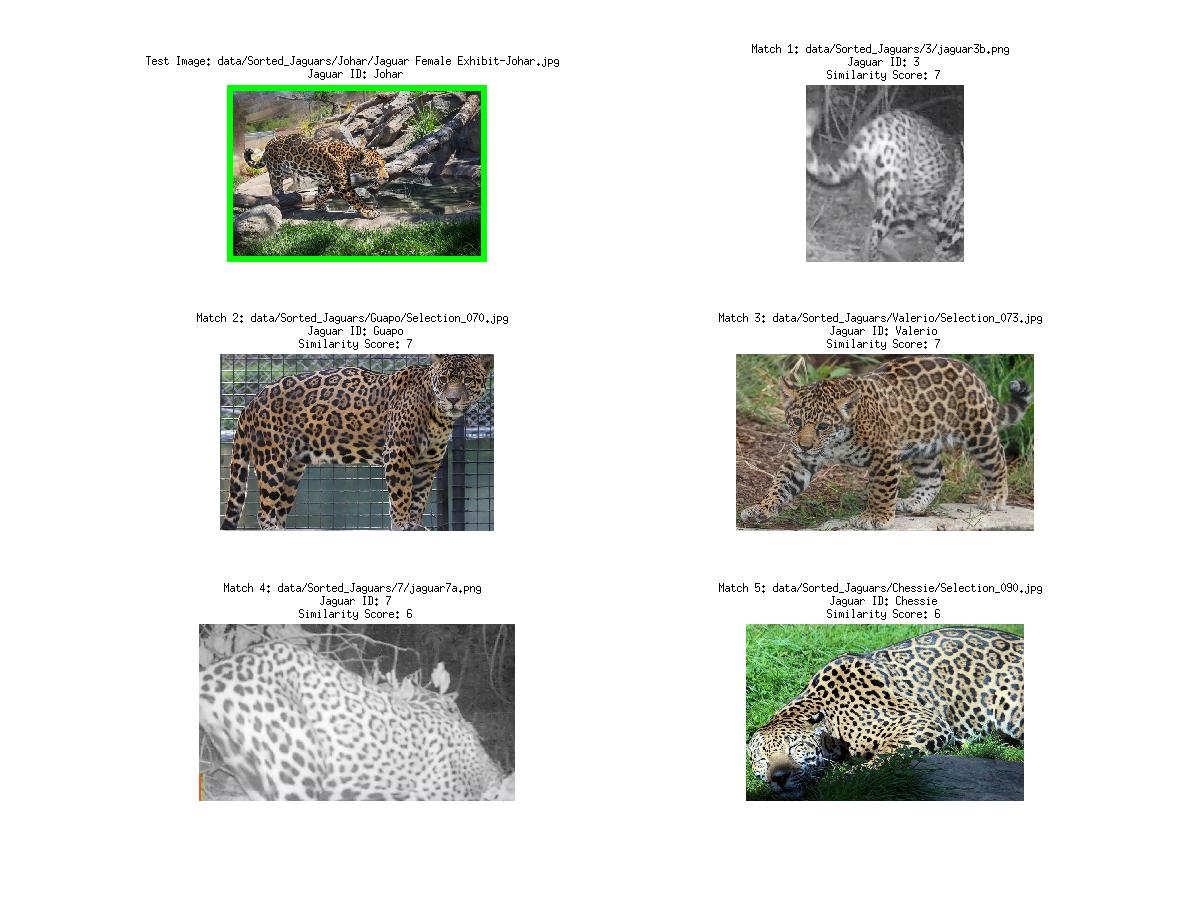 Test Image: data/Sorted_Jaguars/Johar/Jaguar Female Exhibit-Johar.jpg
Jaguar ID: Johar
Match 1: data/Sorted_Jaguars/3/jaguar3b.png
Jaguar ID: 3
Similarity Score: 7
Match 2: data/Sorted_Jaguars/Guapo/Selection_070.jpg
Jaguar ID: Guapo
Similarity Score: 7
Match 3: data/Sorted_Jaguars/Valerio/Selection_073.jpg
Jaguar ID: Valerio
Similarity Score: 7
Match 4: data/Sorted_Jaguars/7/jaguar7a.png
Jaguar ID: 7
Similarity Score: 6
Match 5: data/Sorted_Jaguars/Chessie/Selection_090.jpg
Jaguar ID: Chessie
Similarity Score: 6